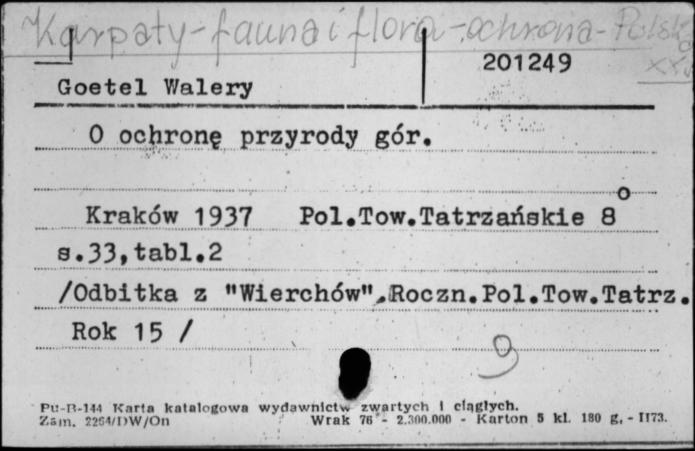 Karpaty - fauna i flora - ochrona - Polska
XX w
201249
Goetel Walery
O ochronę przyrody gór.
Kraków 1937 Pol.Tow.Tatrzańskie 8°
s.33,tabl.2
/Odbitka z "Wierchów",Roczn.Pol.Tow.Tatrz.
Rok 15 /
9
Pu-B-144 Karta katalogowa wydawnictw zwartych i ciągłych.
Zam. 2264/DW/On Wrak 76 - 2.300.000 - Karton 5 kl. 180 g. - II73.